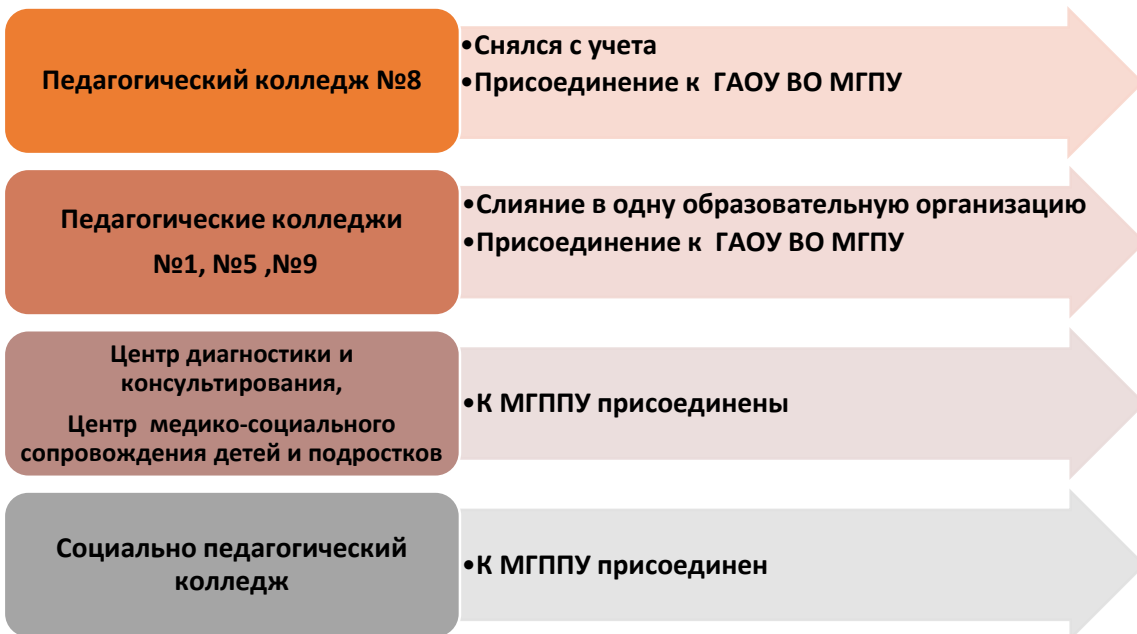 Педагогический колледж №8
•Снялся с учета
•Присоединение к ГАОУ ВО МГПУ
Педагогические колледжи
№1, №5 ,№9
•Слияние в одну образовательную организацию
•Присоединение к ГАОУ ВО МГПУ
Центр диагностики и
консультирования,
Центр медико-социального
сопровождения детей и подростков
•К МГППУ присоединены
Социально педагогический
колледж
•К МГППУ присоединен